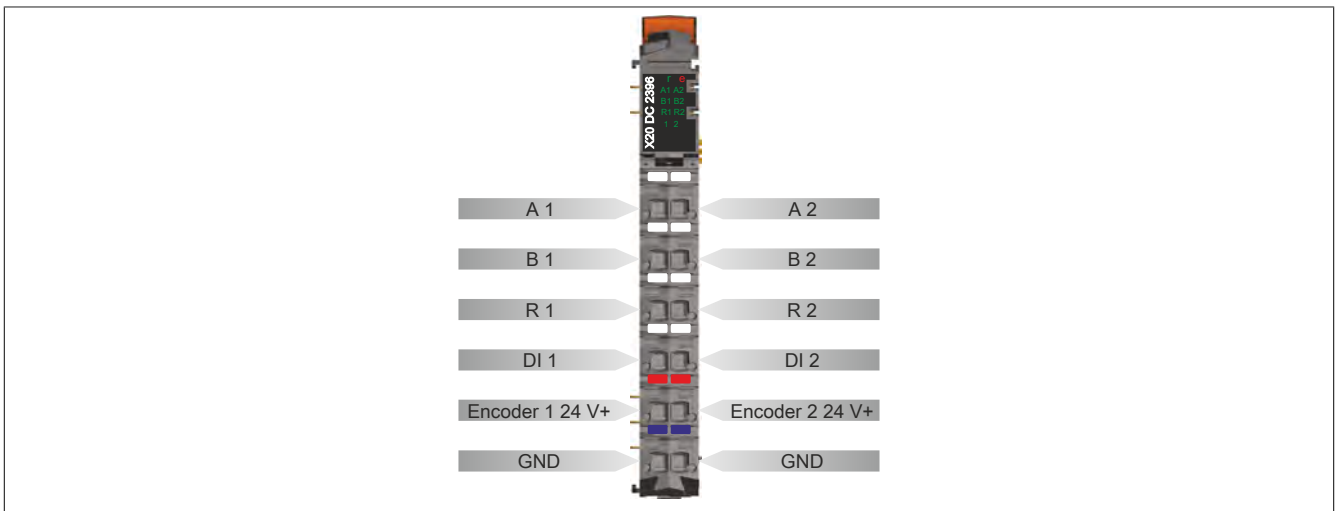 X20 DC 2396
r e
A1 A2
B1 B2
R1 R2
1 2
A 1
A 2
B 1
B 2
R 1
R 2
DI 1
DI 2
Encoder 1 24 V+
Encoder 2 24 V+
GND
GND